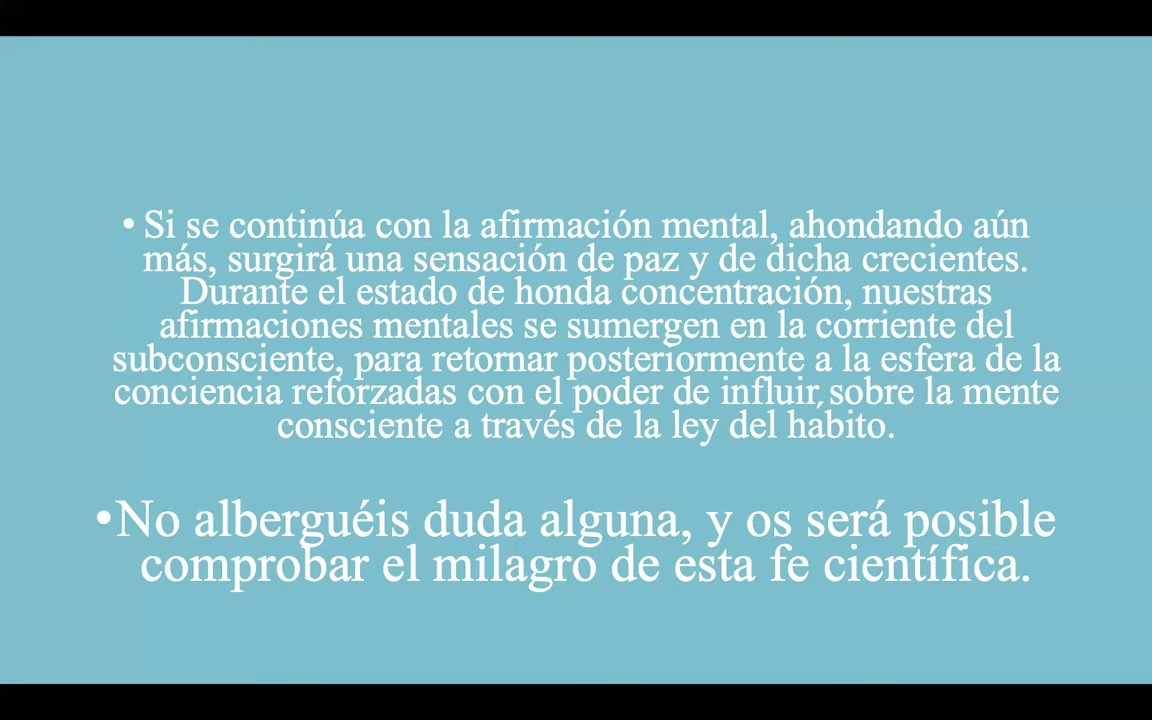 • Si se continúa con la afirmación mental, ahondando aún
más, surgirá una sensación de paz y de dicha crecientes.
Durante el estado de honda concentración, nuestras
afirmaciones mentales se sumergen en la corriente del
subconsciente, para retornar posteriormente a la esfera de la
conciencia reforzadas con el poder de influir sobre la mente
consciente a través de la ley del hábito.
•No alberguéis duda alguna, y os será posible
comprobar el milagro de esta fe científica.